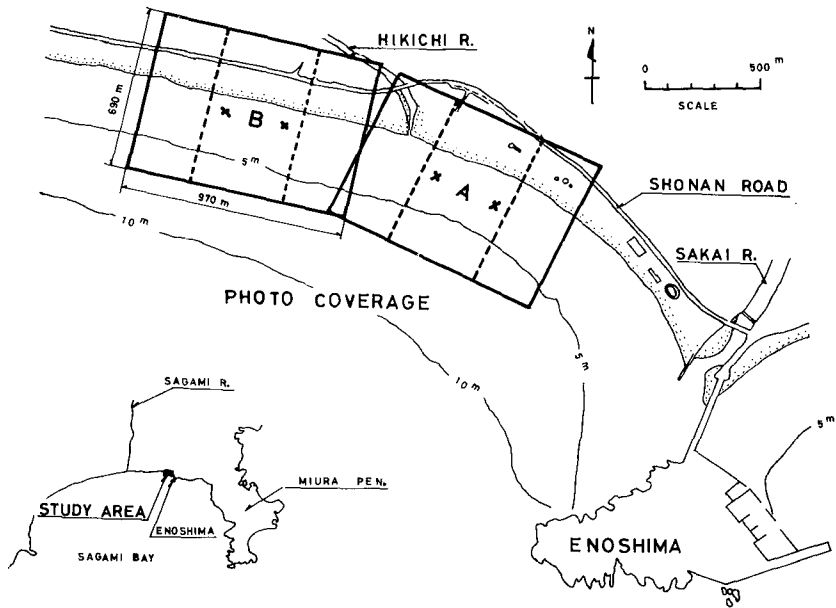 HIKICHI R.
N
0 500 m
SCALE
690 m
B
A
5 m
970 m
10 m
SHONAN ROAD
SAKAI R.
PHOTO COVERAGE
5 m
10 m
5 m
SAGAMI R.
MIURA PEN.
STUDY AREA
ENOSHIMA
SAGAMI BAY
ENOSHIMA